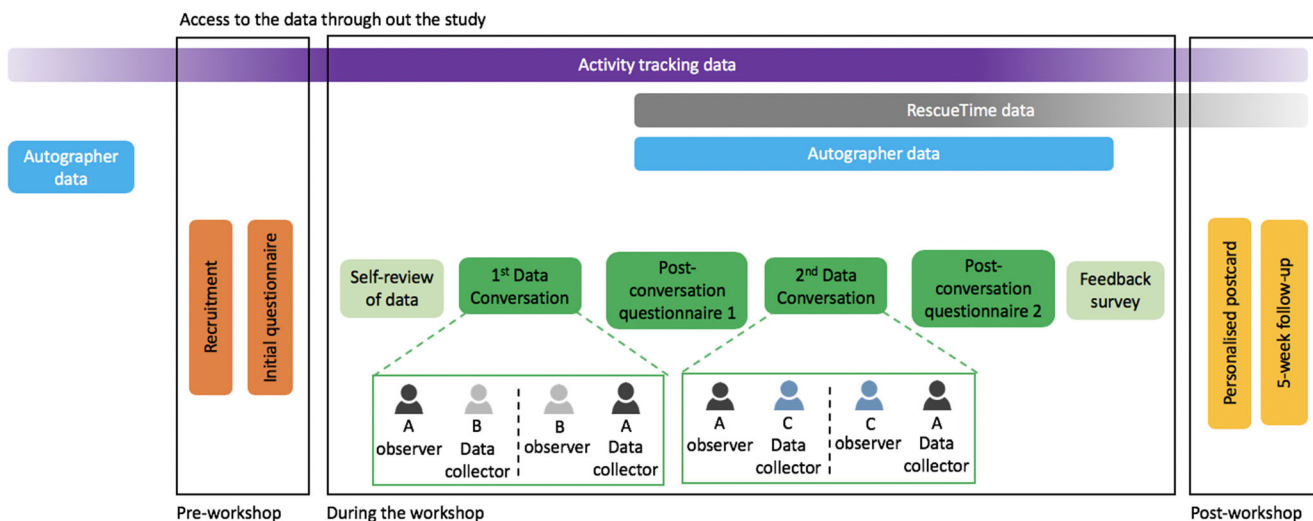 Access to the data through out the study
Activity tracking data
RescueTime data
Autographer
data
Autographer data
Recruitment
Initial questionnaire
Self-review
of data
1st Data
Conversation
Post-
conversation
questionnaire 1
2nd Data
Conversation
Post-
conversation
questionnaire 2
Feedback
survey
Personalised postcard
5-week follow-up
A
observer
B
Data
collector
B
observer
A
Data
collector
A
observer
C
Data
collector
C
observer
A
Data
collector
Pre-workshop
During the workshop
Post-workshop